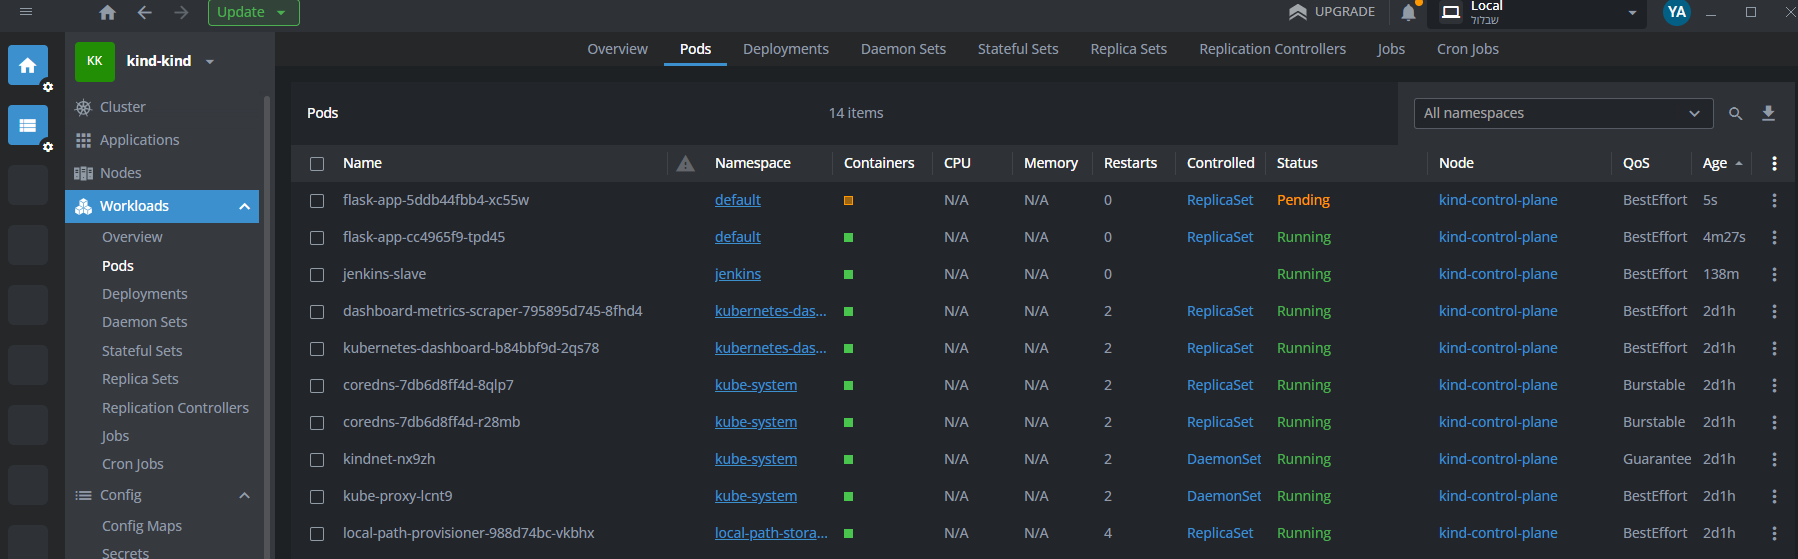 Update
UPGRADE
Local
שבלול
YA
KK
kind-kind
Cluster
Applications
Nodes
Workloads
Overview
Pods
Deployments
Daemon Sets
Stateful Sets
Replica Sets
Replication Controllers
Jobs
Cron Jobs
Config
Config Maps
Secrets
Overview Pods Deployments Daemon Sets Stateful Sets Replica Sets Replication Controllers Jobs Cron Jobs
Pods 14 items All namespaces
Name Namespace Containers CPU Memory Restarts Controlled Status Node QoS Age
flask-app-5ddb44fbb4-xc55w default N/A N/A 0 ReplicaSet Pending kind-control-plane BestEffort 5s
flask-app-cc4965f9-tpd45 default N/A N/A 0 ReplicaSet Running kind-control-plane BestEffort 4m27s
jenkins-slave jenkins N/A N/A 0 Running kind-control-plane BestEffort 138m
dashboard-metrics-scraper-795895d745-8fhd4 kubernetes-das... N/A N/A 2 ReplicaSet Running kind-control-plane BestEffort 2d1h
kubernetes-dashboard-b84bbf9d-2qs78 kubernetes-das... N/A N/A 2 ReplicaSet Running kind-control-plane BestEffort 2d1h
coredns-7db6d8ff4d-8qlp7 kube-system N/A N/A 2 ReplicaSet Running kind-control-plane Burstable 2d1h
coredns-7db6d8ff4d-r28mb kube-system N/A N/A 2 ReplicaSet Running kind-control-plane Burstable 2d1h
kindnet-nx9zh kube-system N/A N/A 2 DaemonSet Running kind-control-plane Guarantee 2d1h
kube-proxy-lcnt9 kube-system N/A N/A 2 DaemonSet Running kind-control-plane BestEffort 2d1h
local-path-provisioner-988d74bc-vkbhx local-path-stora... N/A N/A 4 ReplicaSet Running kind-control-plane BestEffort 2d1h